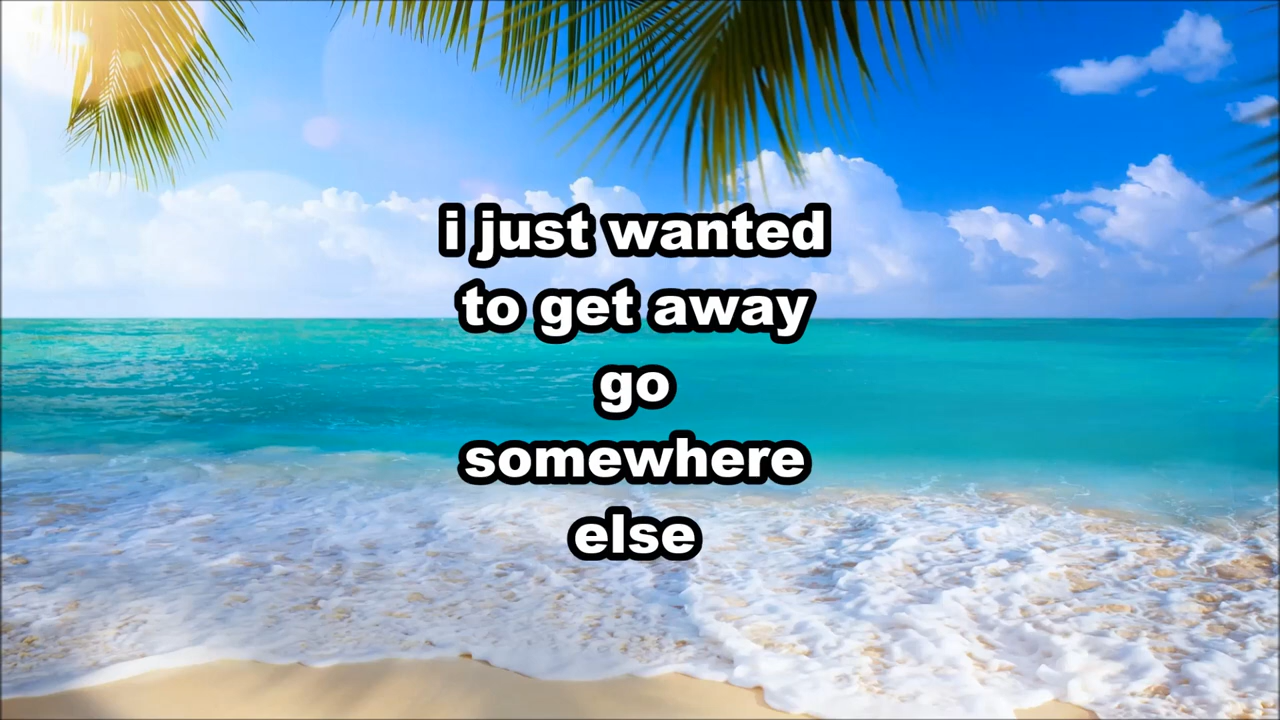 i just wanted
to get away
go
somewhere
else